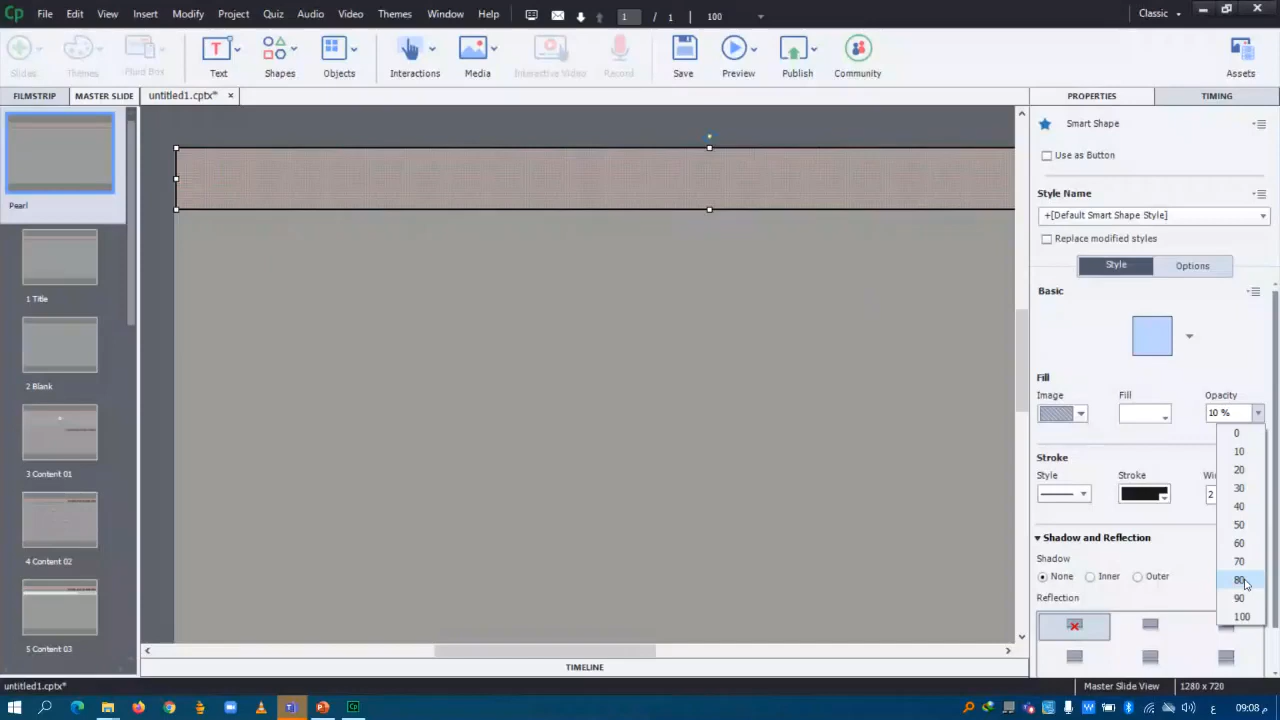 Cp File Edit View Insert Modify Project Quiz Audio Video Themes Window Help 1 / 1 100 Classic
Slides Themes Fluid Box Text Shapes Objects Interactions Media Interactive Video Record Save Preview Publish Community Assets
FILMSTRIP MASTER SLIDE untitled1.cptx* × PROPERTIES TIMING
Smart Shape
Use as Button
Pearl
Style Name
+[Default Smart Shape Style]
Replace modified styles
Style Options
Basic
1 Title
Fill
2 Blank
Image Fill Opacity
10 %
0
10
20
30
40
50
60
70
80
90
100
Stroke
3 Content 01
Style Stroke
2
Shadow and Reflection
Shadow
4 Content 02
None Inner Outer
Reflection
5 Content 03
TIMELINE
untitled1.cptx* Master Slide View 1280 x 720
ع 09:08 م